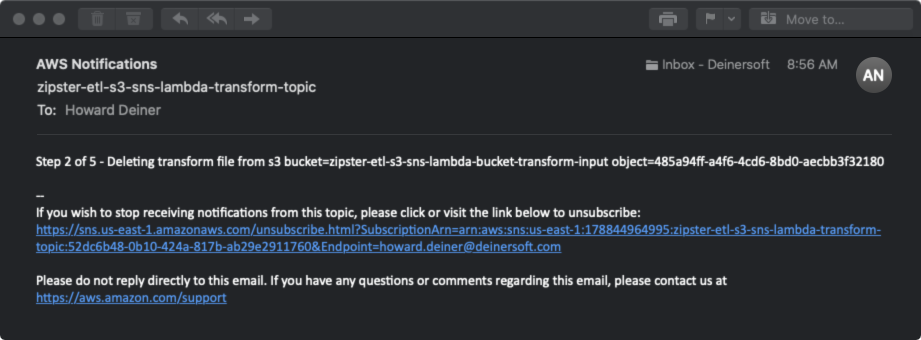 Move to...
AWS Notifications
Inbox - Deinersoft 8:56 AM
AN
zipster-etl-s3-sns-lambda-transform-topic
To: Howard Deiner
Step 2 of 5 - Deleting transform file from s3 bucket=zipster-etl-s3-sns-lambda-bucket-transform-input object=485a94ff-a4f6-4cd6-8bd0-aecbb3f32180
--
If you wish to stop receiving notifications from this topic, please click or visit the link below to unsubscribe:
https://sns.us-east-1.amazonaws.com/unsubscribe.html?SubscriptionArn=arn:aws:sns:us-east-1:178844964995:zipster-etl-s3-sns-lambda-transform-
topic:52dc6b48-0b10-424a-817b-ab29e2911760&Endpoint=howard.deiner@deinersoft.com
Please do not reply directly to this email. If you have any questions or comments regarding this email, please contact us at
https://aws.amazon.com/support